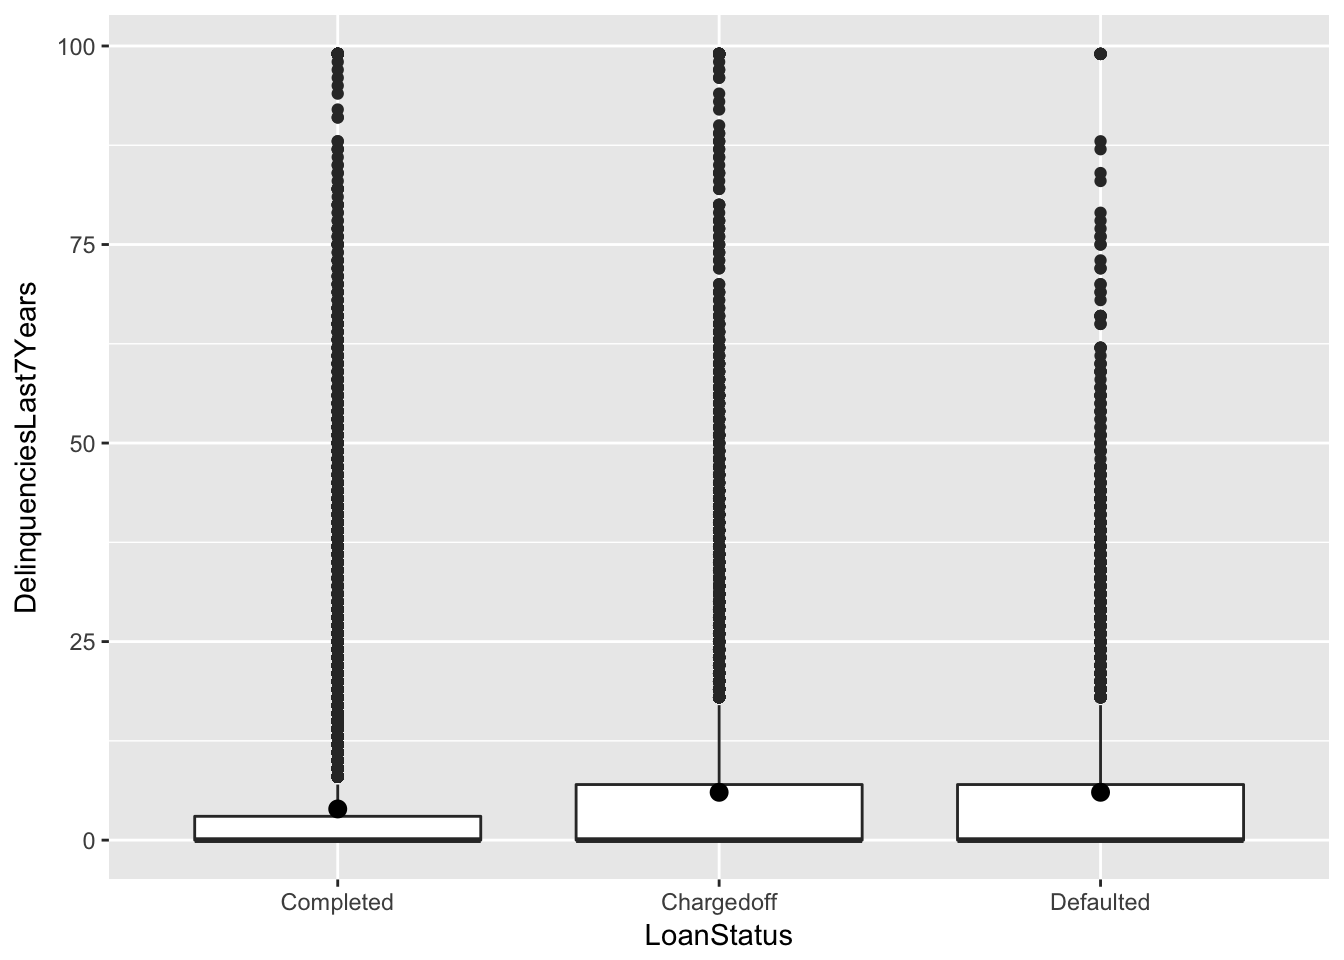 100
75
50
25
0
DelinquenciesLast7Years
Completed
Chargedoff
Defaulted
LoanStatus